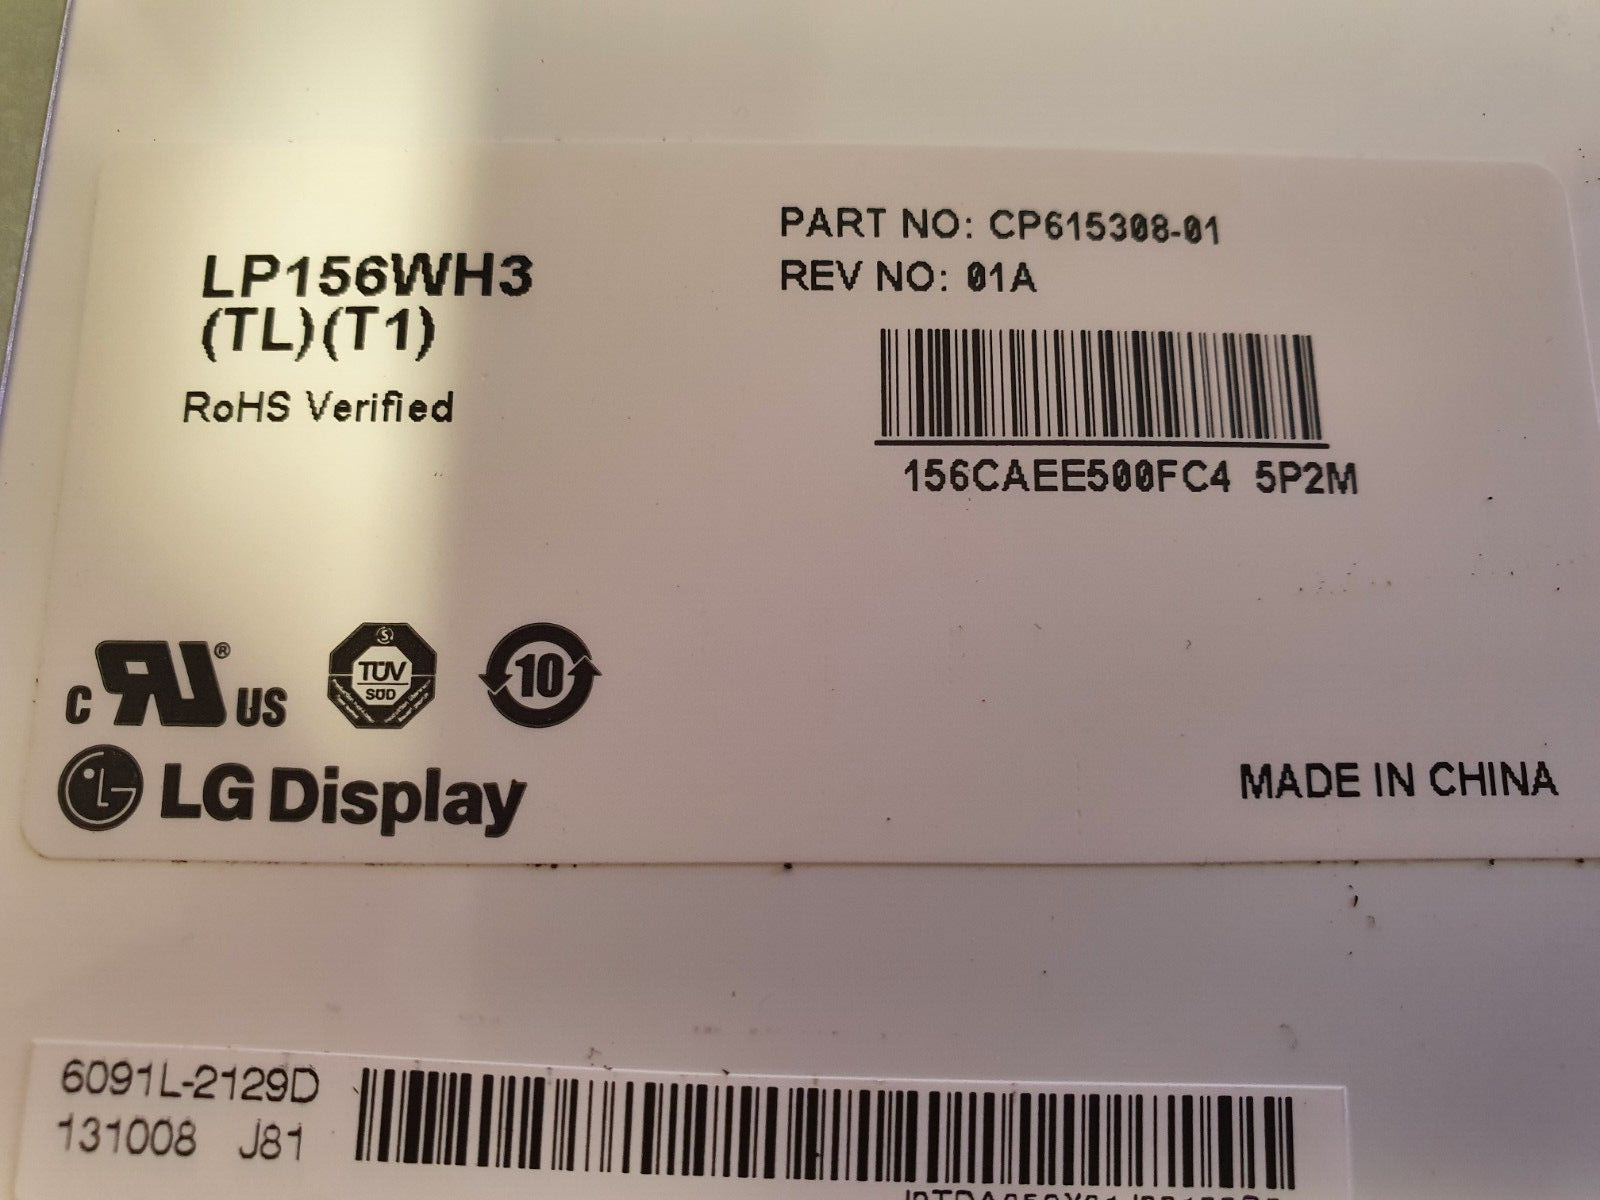 LP156WH3
(TL)(T1)
RoHS Verified
PART NO: CP615308-01
REV NO: 01A
156CAEE500FC4 5P2M
c RU ® US
TÜV
SÜD
10
LG Display
MADE IN CHINA
6091L-2129D
131008 J81